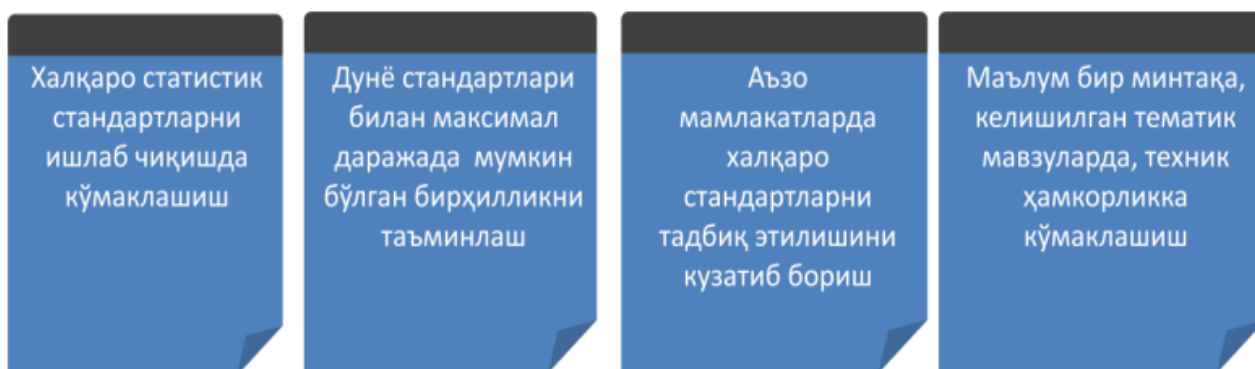 Халқаро статистик
стандартларни
ишлаб чиқишда
кўмаклашиш
Дунё стандартлари
билан максимал
даражада мумкин
бўлган бирҳилликни
таъминлаш
Аъзо
мамлакатларда
халқаро
стандартларни
тадбиқ этилишини
кузатиб бориш
Маълум бир минтақа,
келишилган тематик
мавзуларда, техник
ҳамкорликка
кўмаклашиш